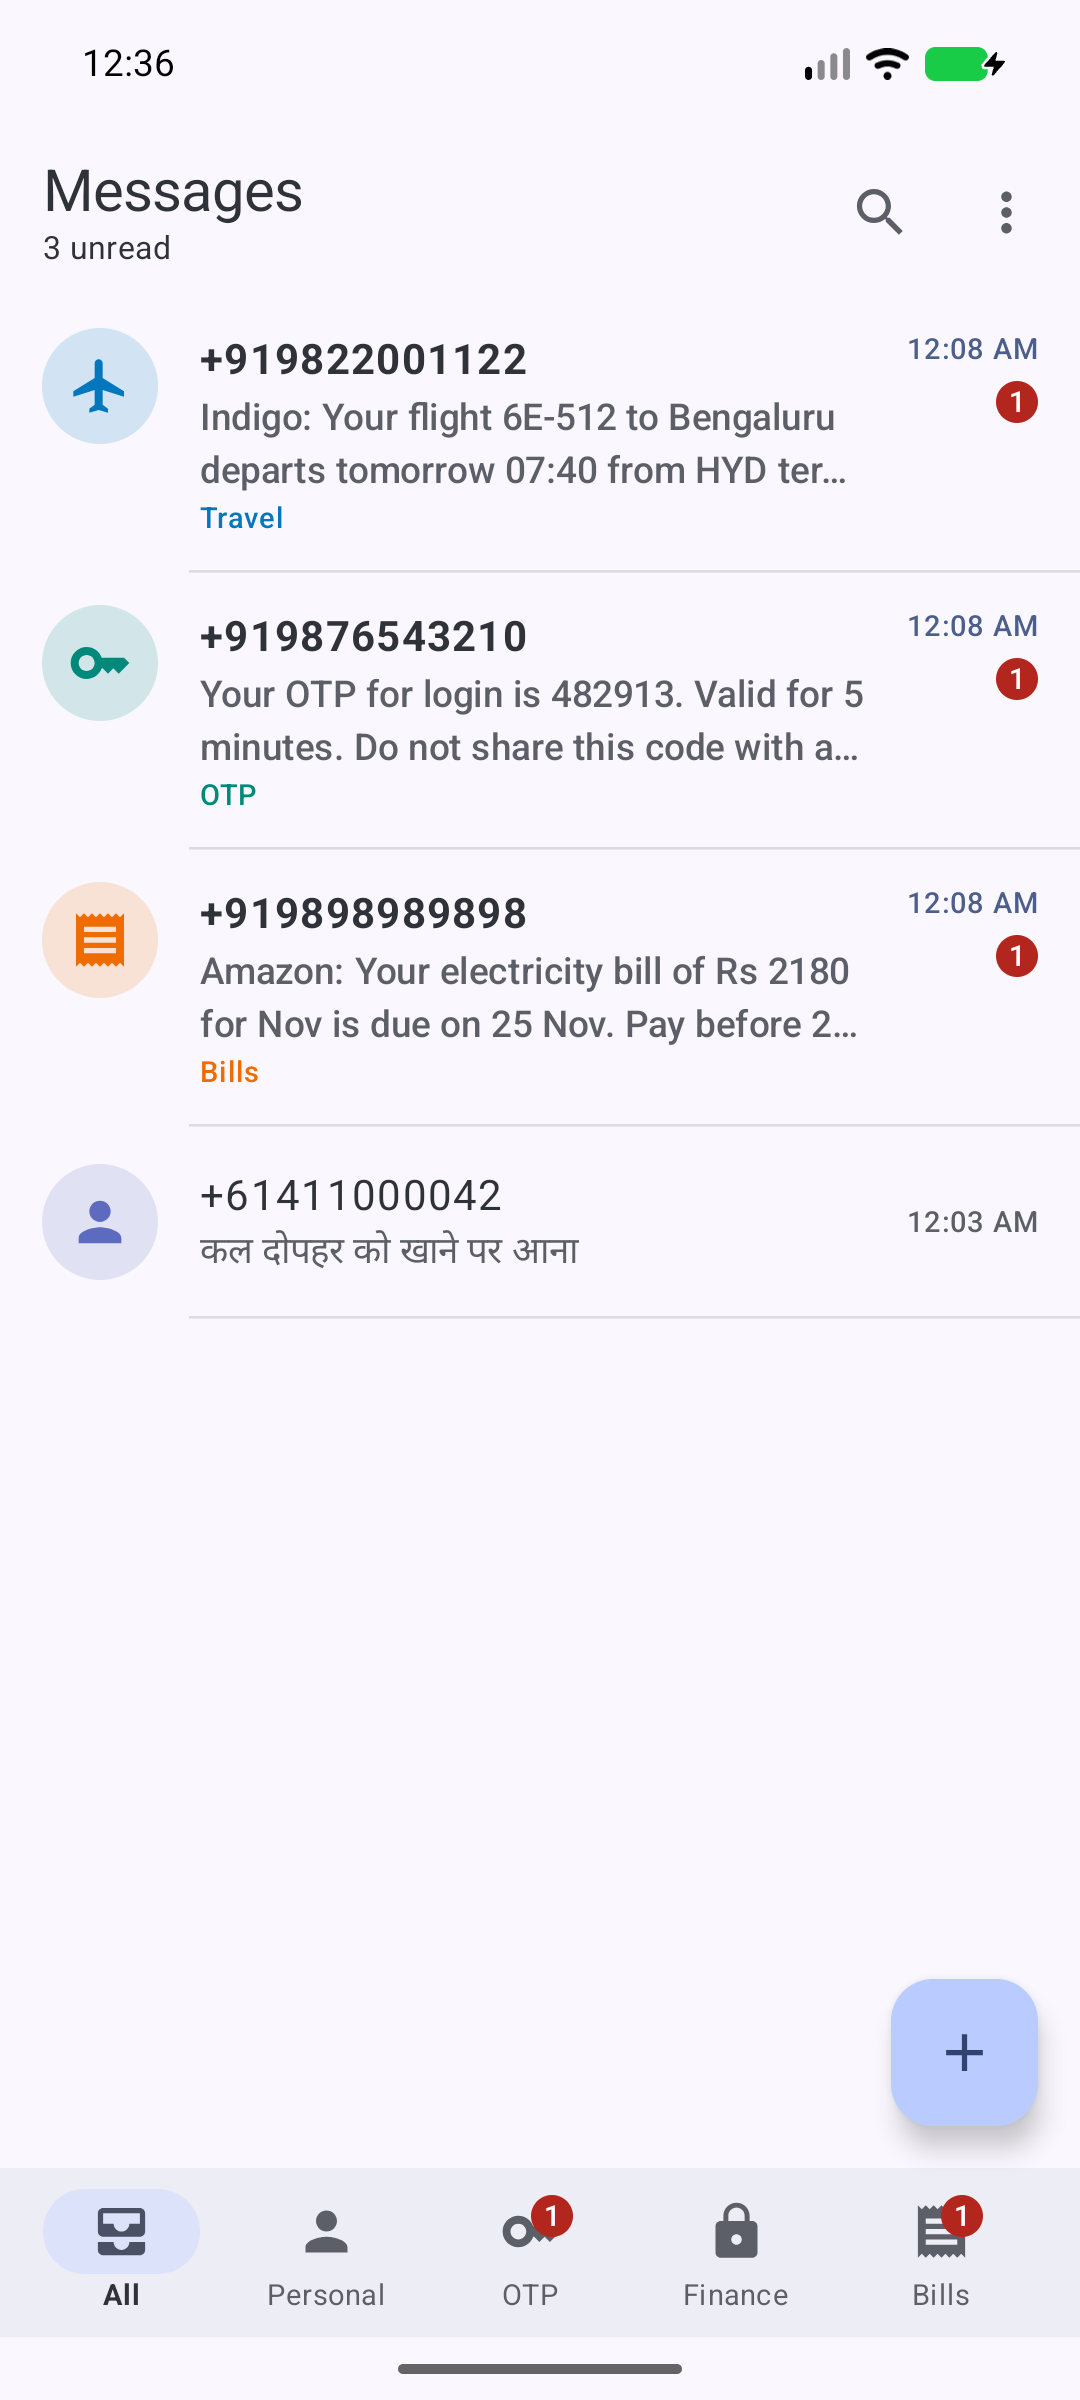 12:36
Messages
3 unread
+919822001122
12:08 AM
1
Indigo: Your flight 6E-512 to Bengaluru
departs tomorrow 07:40 from HYD ter...
Travel
+919876543210
12:08 AM
1
Your OTP for login is 482913. Valid for 5
minutes. Do not share this code with a...
OTP
+919898989898
12:08 AM
1
Amazon: Your electricity bill of Rs 2180
for Nov is due on 25 Nov. Pay before 2...
Bills
+61411000042
12:03 AM
कल दोपहर को खाने पर आना
1
1
All
Personal
OTP
Finance
Bills